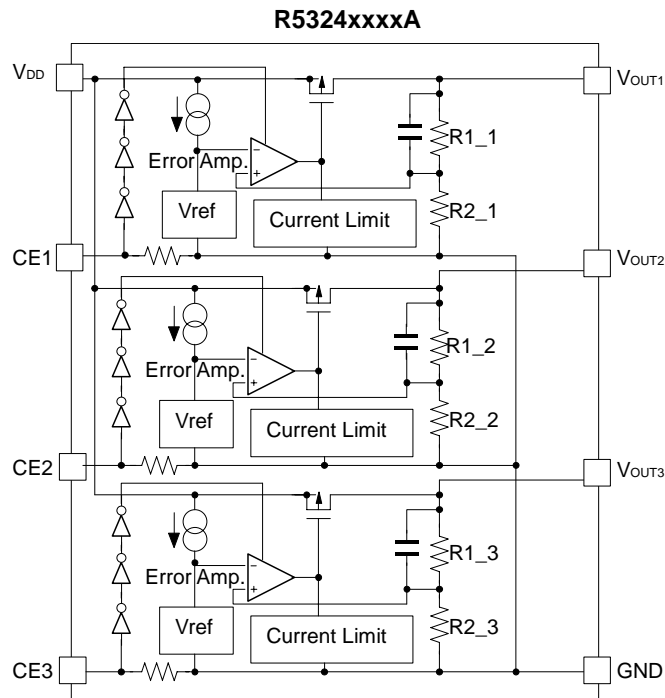 R5324xxxxA
VDD
VOUT1
R1_1
Error Amp.
−
+
Vref
Current Limit
R2_1
CE1
VOUT2
R1_2
Error Amp.
−
+
Vref
Current Limit
R2_2
CE2
VOUT3
R1_3
Error Amp.
−
+
Vref
Current Limit
R2_3
CE3
GND